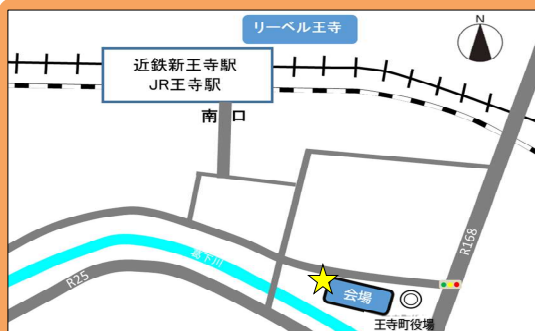 リーベル王寺
N
近鉄新王寺駅
JR王寺駅
南口
R168
葛下川
R25
会場
王寺町役場